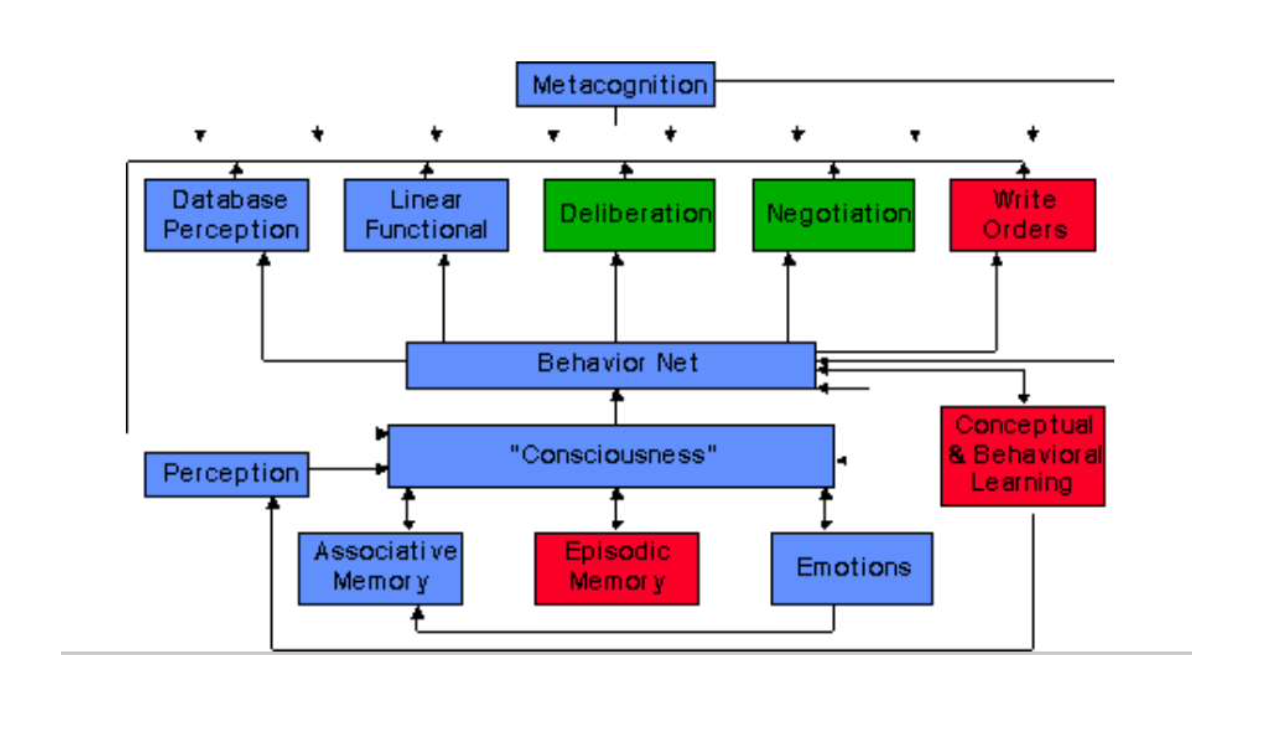 Metacognition
Database
Perception
Linear
Functional
Deliberation
Negotiation
Write
Orders
Behavior Net
"Consciousness"
Perception
Conceptual
& Behavioral
Learning
Associative
Memory
Episodic
Memory
Emotions